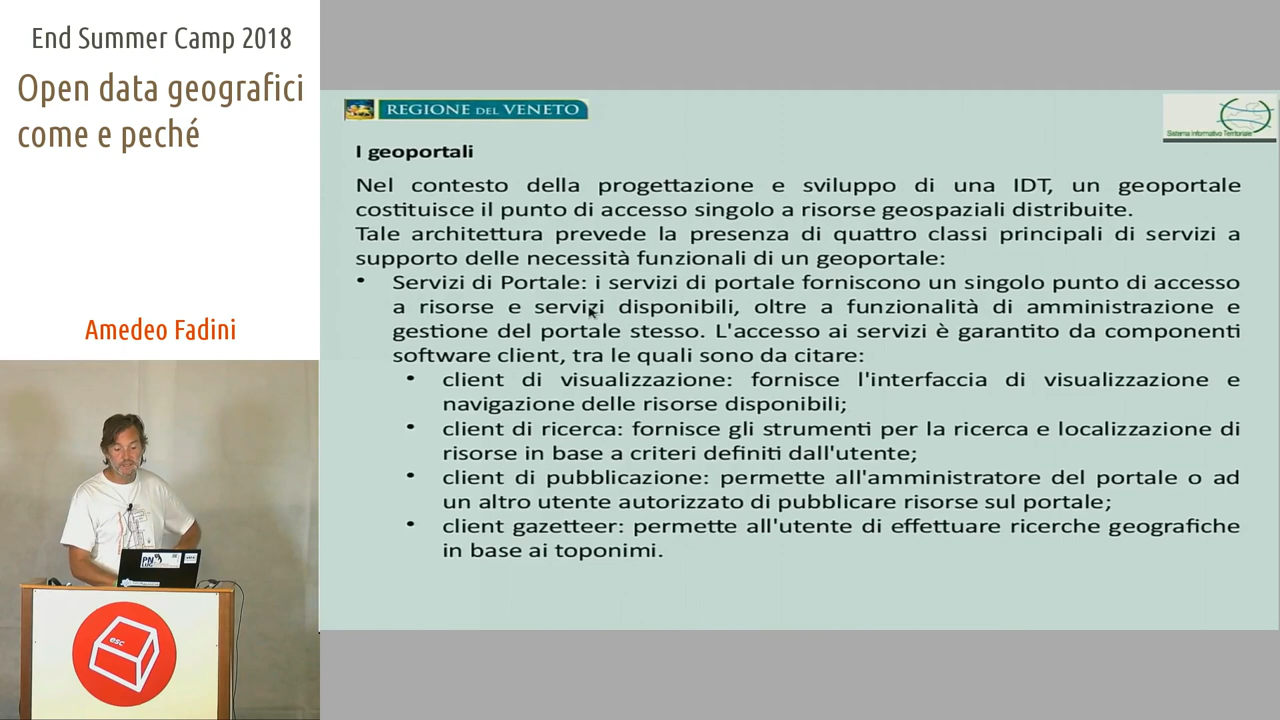 End Summer Camp 2018
Open data geografici
come e peché
Amedeo Fadini
REGIONE DEL VENETO
Sistema Informativo Territoriale
I geoportali
Nel contesto della progettazione e sviluppo di una IDT, un geoportale
costituisce il punto di accesso singolo a risorse geospaziali distribuite.
Tale architettura prevede la presenza di quattro classi principali di servizi a
supporto delle necessità funzionali di un geoportale:
• Servizi di Portale: i servizi di portale forniscono un singolo punto di accesso
a risorse e servizi disponibili, oltre a funzionalità di amministrazione e
gestione del portale stesso. L'accesso ai servizi è garantito da componenti
software client, tra le quali sono da citare:
• client di visualizzazione: fornisce l'interfaccia di visualizzazione e
navigazione delle risorse disponibili;
• client di ricerca: fornisce gli strumenti per la ricerca e localizzazione di
risorse in base a criteri definiti dall'utente;
• client di pubblicazione: permette all'amministratore del portale o ad
un altro utente autorizzato di pubblicare risorse sul portale;
• client gazetteer: permette all'utente di effettuare ricerche geografiche
in base ai toponimi.
esc